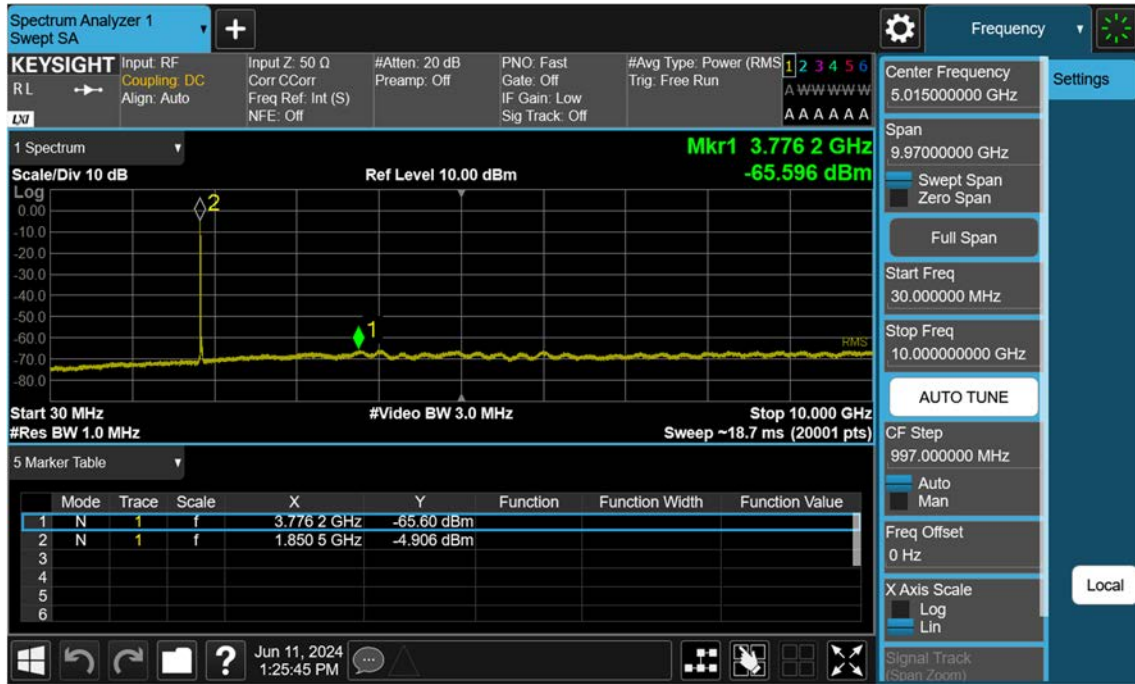 Spectrum Analyzer 1
Swept SA
+
Frequency
KEYSIGHT
R L
LXI
Input: RF
Coupling: DC
Align: Auto
Input Z: 50 Ω
Corr CCorr
Freq Ref: Int (S)
NFE: Off
#Atten: 20 dB
Preamp: Off
PNO: Fast
Gate: Off
IF Gain: Low
Sig Track: Off
#Avg Type: Power (RMS
Trig: Free Run
1 2 3 4 5 6
A W W W W W
A A A A A A
1 Spectrum
Scale/Div 10 dB
Ref Level 10.00 dBm
Mkr1 3.776 2 GHz
-65.596 dBm
Log
0.00
-10.0
-20.0
-30.0
-40.0
-50.0
-60.0
-70.0
-80.0
2
1
RMS
Start 30 MHz
#Video BW 3.0 MHz
Stop 10.000 GHz
#Res BW 1.0 MHz
Sweep ~18.7 ms (20001 pts)
5 Marker Table
Mode Trace Scale X Y Function Function Width Function Value
1 N 1 f 3.776 2 GHz -65.60 dBm
2 N 1 f 1.850 5 GHz -4.906 dBm
3
4
5
6
?
Jun 11, 2024
1:25:45 PM
Center Frequency
5.015000000 GHz
Span
9.97000000 GHz
Swept Span
Zero Span
Full Span
Start Freq
30.000000 MHz
Stop Freq
10.000000000 GHz
AUTO TUNE
CF Step
997.000000 MHz
Auto
Man
Freq Offset
0 Hz
X Axis Scale
Log
Lin
Signal Track
(Span Zoom)
Settings
Local